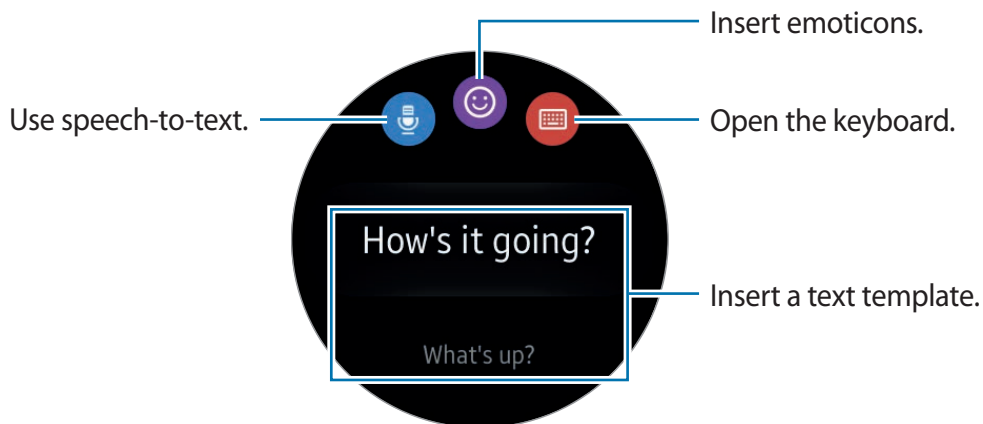 Insert emoticons.
Use speech-to-text.
Open the keyboard.
How's it going?
Insert a text template.
What's up?